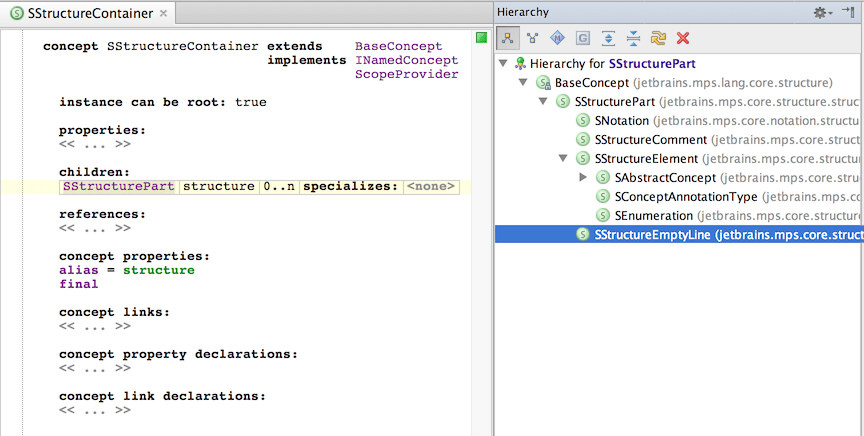 SStructureContainer
concept SStructureContainer extends BaseConcept
implements INamedConcept
ScopeProvider
instance can be root: true
properties:
<< ... >>
children:
SStructurePart structure 0..n specializes: <none>
references:
<< ... >>
concept properties:
alias = structure
final
concept links:
<< ... >>
concept property declarations:
<< ... >>
concept link declarations:
<< ... >>
Hierarchy
Hierarchy for SStructurePart
BaseConcept (jetbrains.mps.lang.core.structure)
SStructurePart (jetbrains.mps.core.structure.struct
SNotation (jetbrains.mps.core.notation.structu
SStructureComment (jetbrains.mps.core.struc
SStructureElement (jetbrains.mps.core.structu
SAbstractConcept (jetbrains.mps.core.struc
SConceptAnnotationType (jetbrains.mps.co
SEnumeration (jetbrains.mps.core.structure
SStructureEmptyLine (jetbrains.mps.core.struct